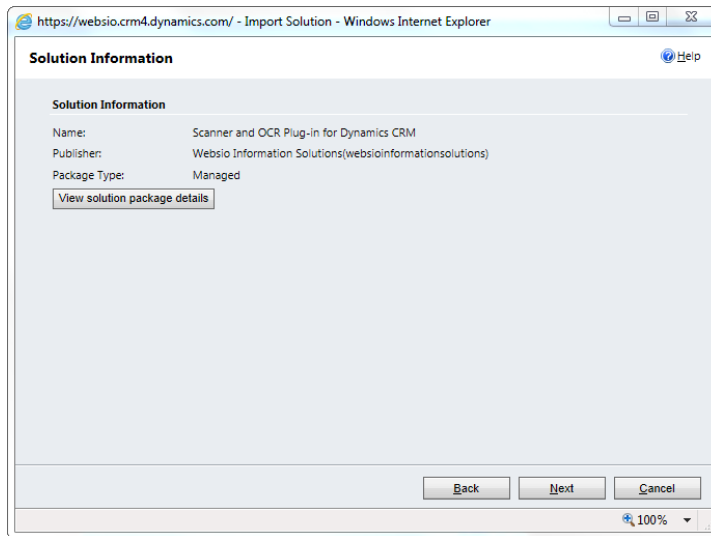 https://websio.crm4.dynamics.com/ - Import Solution - Windows Internet Explorer
Solution Information
Help
Solution Information
Name: Scanner and OCR Plug-in for Dynamics CRM
Publisher: Websio Information Solutions(websioinformationsolutions)
Package Type: Managed
View solution package details
Back Next Cancel
100%